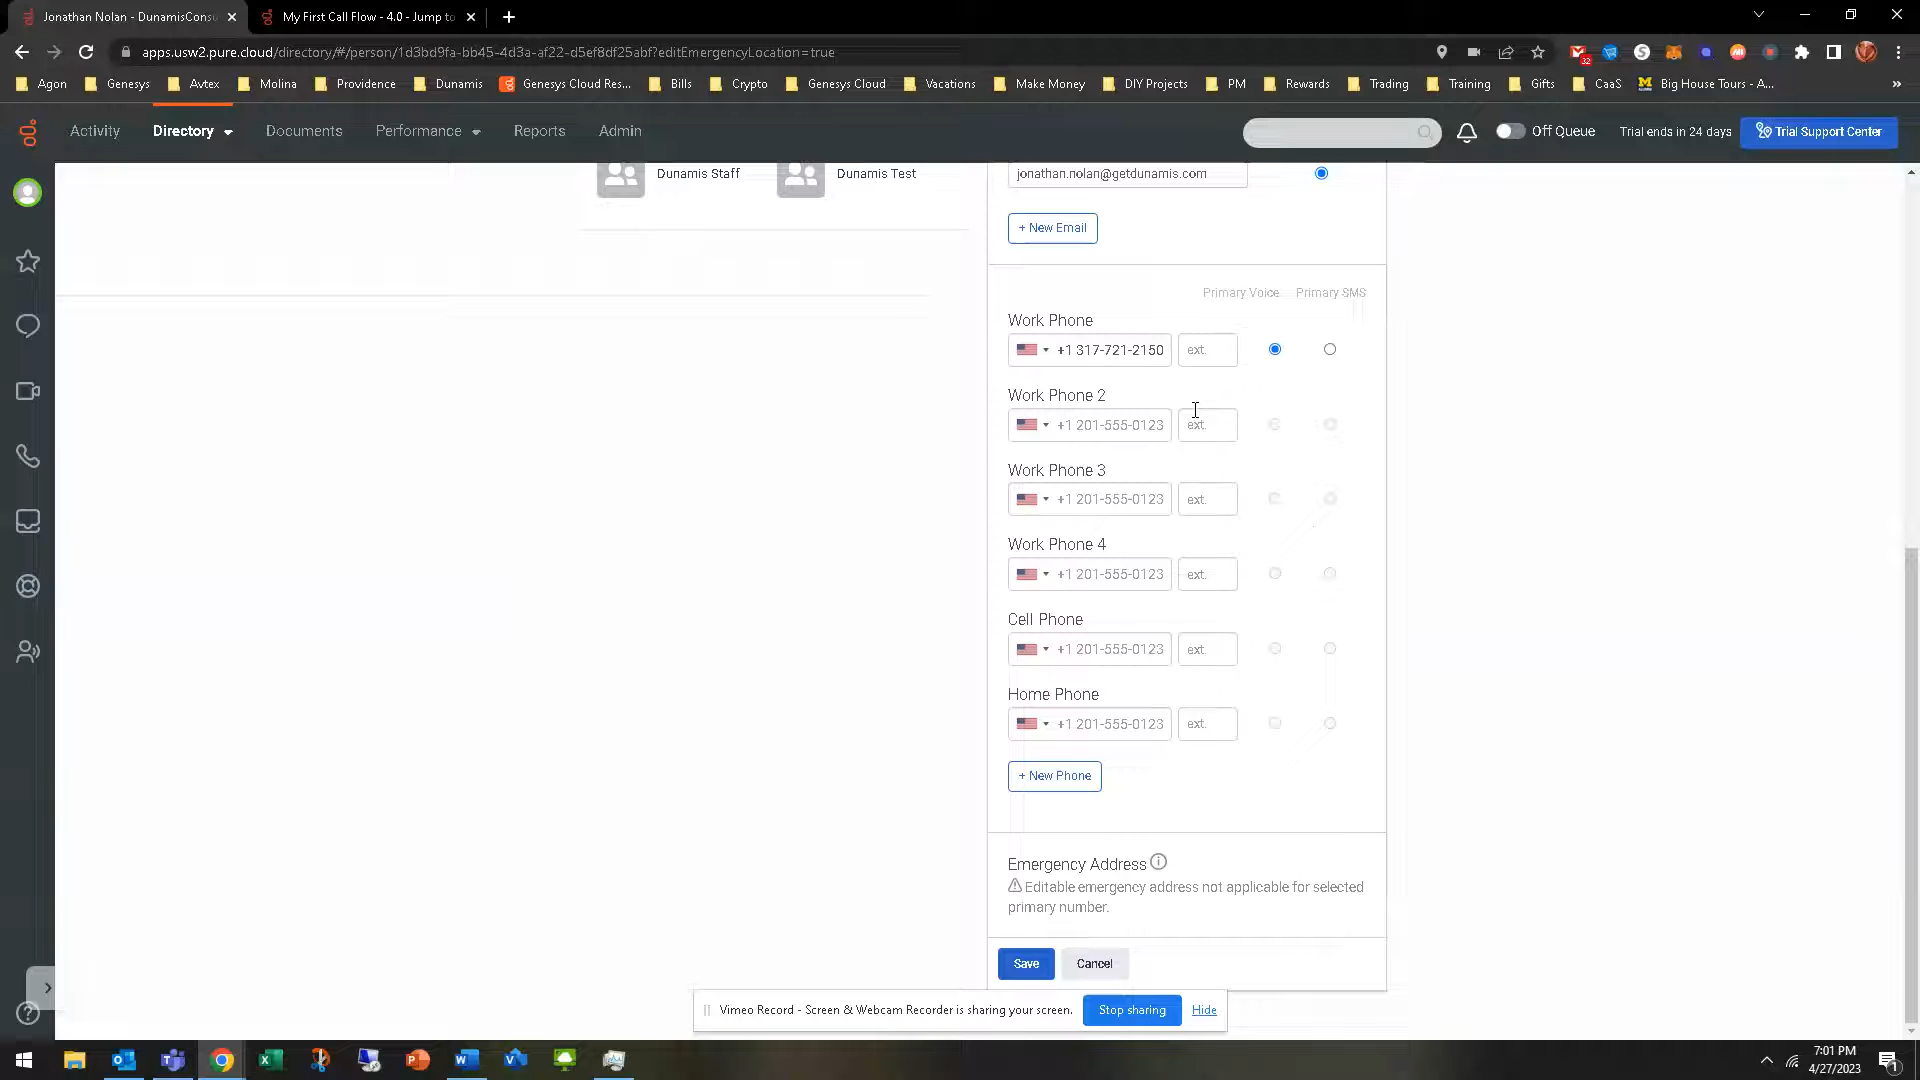 Jonathan Nolan - DunamisConsu
My First Call Flow - 4.0 - Jump to
apps.usw2.pure.cloud/directory/#/person/1d3bd9fa-bb45-4d3a-af22-d5ef8df25abf?editEmergencyLocation=true
32
Agon Genesys Avtex Molina Providence Dunamis Genesys Cloud Res... Bills Crypto Genesys Cloud Vacations Make Money DIY Projects PM Rewards Trading Training Gifts CaaS Big House Tours - A... »
Activity Directory Documents Performance Reports Admin Off Queue Trial ends in 24 days Trial Support Center
Dunamis Staff Dunamis Test jonathan.nolan@getdunamis.com
+ New Email
Primary Voice Primary SMS
Work Phone
+1 317-721-2150 ext.
Work Phone 2
+1 201-555-0123 ext.
Work Phone 3
+1 201-555-0123 ext.
Work Phone 4
+1 201-555-0123 ext.
Cell Phone
+1 201-555-0123 ext.
Home Phone
+1 201-555-0123 ext.
+ New Phone
Emergency Address
Editable emergency address not applicable for selected
primary number.
Save Cancel
Vimeo Record - Screen & Webcam Recorder is sharing your screen. Stop sharing Hide
7:01 PM
4/27/2023
1